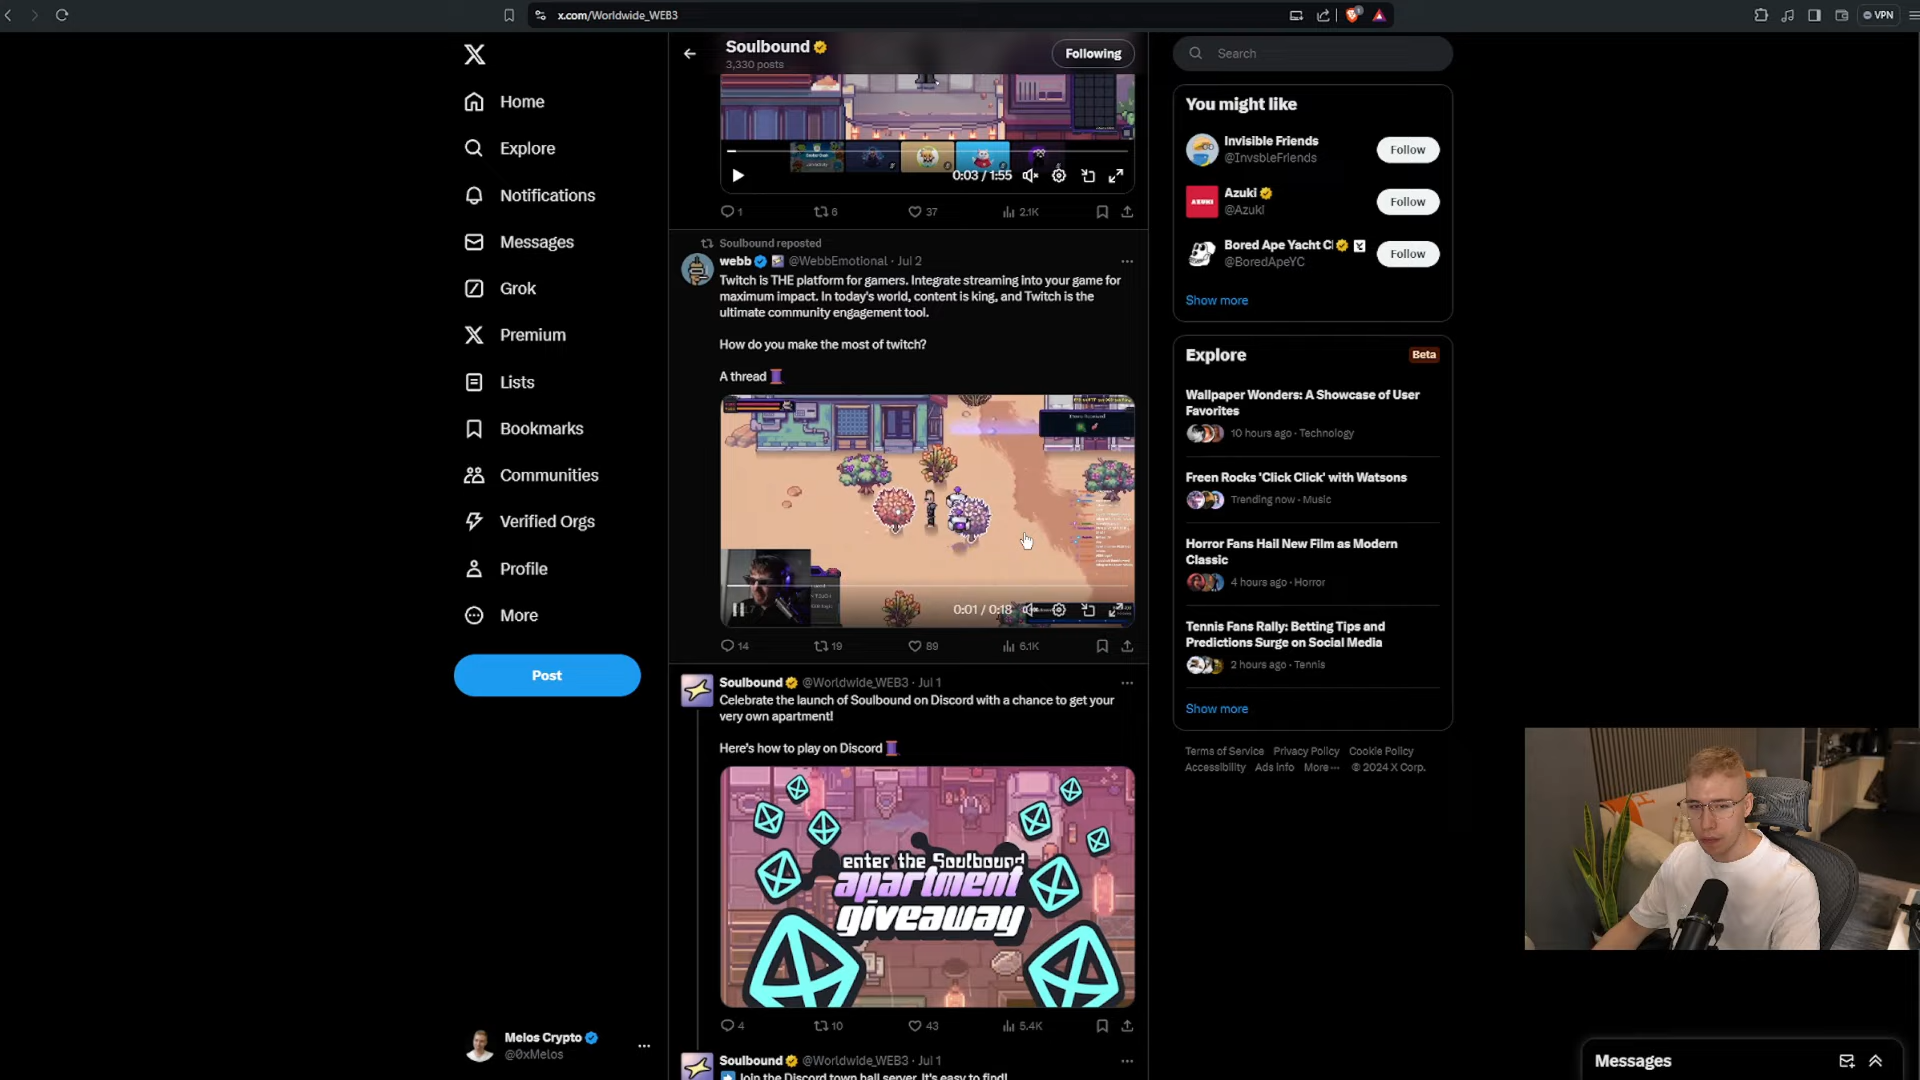 x.com/Worldwide_WEB3
VPN
Home
Explore
Notifications
Messages
Grok
Premium
Lists
Bookmarks
Communities
Verified Orgs
Profile
More
Post
Melos Crypto
@0xMelos
Soulbound
3,330 posts
Following
0:03 / 1:55
1
6
37
2.1K
Soulbound reposted
webb @WebbEmotional · Jul 2
Twitch is THE platform for gamers. Integrate streaming into your game for
maximum impact. In today's world, content is king, and Twitch is the
ultimate community engagement tool.
How do you make the most of twitch?
A thread
0:01 / 0:18
14
19
89
6.1K
Soulbound @Worldwide_WEB3 · Jul 1
Celebrate the launch of Soulbound on Discord with a chance to get your
very own apartment!
Here's how to play on Discord
enter the Soulbound
apartment
giveaway
4
10
43
5.4K
Soulbound @Worldwide_WEB3 · Jul 1
Join the Discord town hall server. It's easy to find!
Search
You might like
Invisible Friends
@InvsbleFriends
Follow
Azuki
@Azuki
Follow
Bored Ape Yacht Cl
@BoredApeYC
Follow
Show more
Explore
Beta
Wallpaper Wonders: A Showcase of User
Favorites
10 hours ago · Technology
Freen Rocks 'Click Click' with Watsons
Trending now · Music
Horror Fans Hail New Film as Modern
Classic
4 hours ago · Horror
Tennis Fans Rally: Betting Tips and
Predictions Surge on Social Media
2 hours ago · Tennis
Show more
Terms of Service Privacy Policy Cookie Policy
Accessibility Ads info More ··· © 2024 X Corp.
Messages